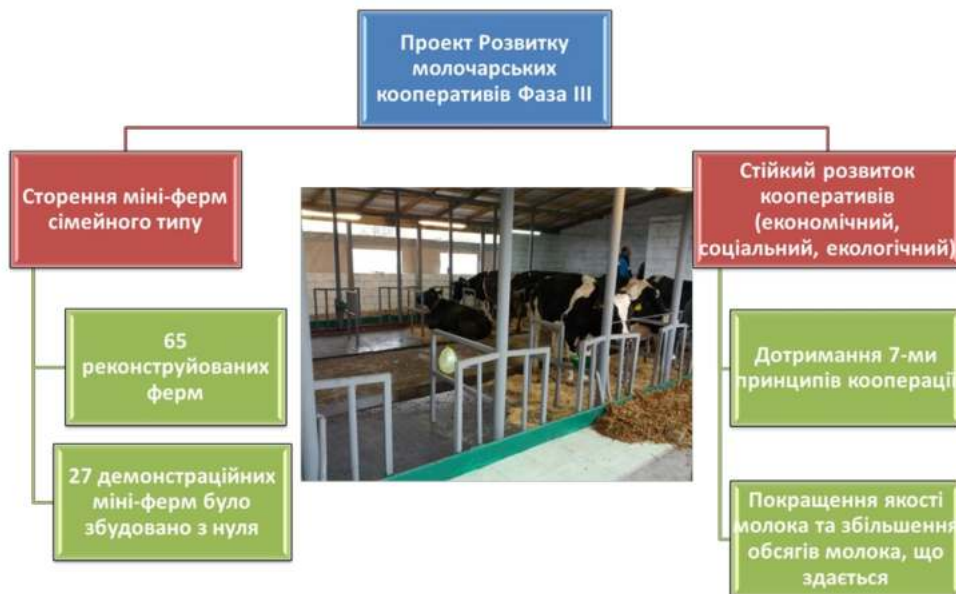 Проект Розвитку
молочарських
кооперативів Фаза ІІІ
Сторення міні-ферм
сімейного типу
65
реконструйованих
ферм
27 демонстраційних
міні-ферм було
збудовано з нуля
Стійкий розвиток
кооперативів
(економічний,
соціальний, екологічний)
Дотримання 7-ми
принципів кооперації
Покращення якості
молока та збільшення
обсягів молока, що
здається